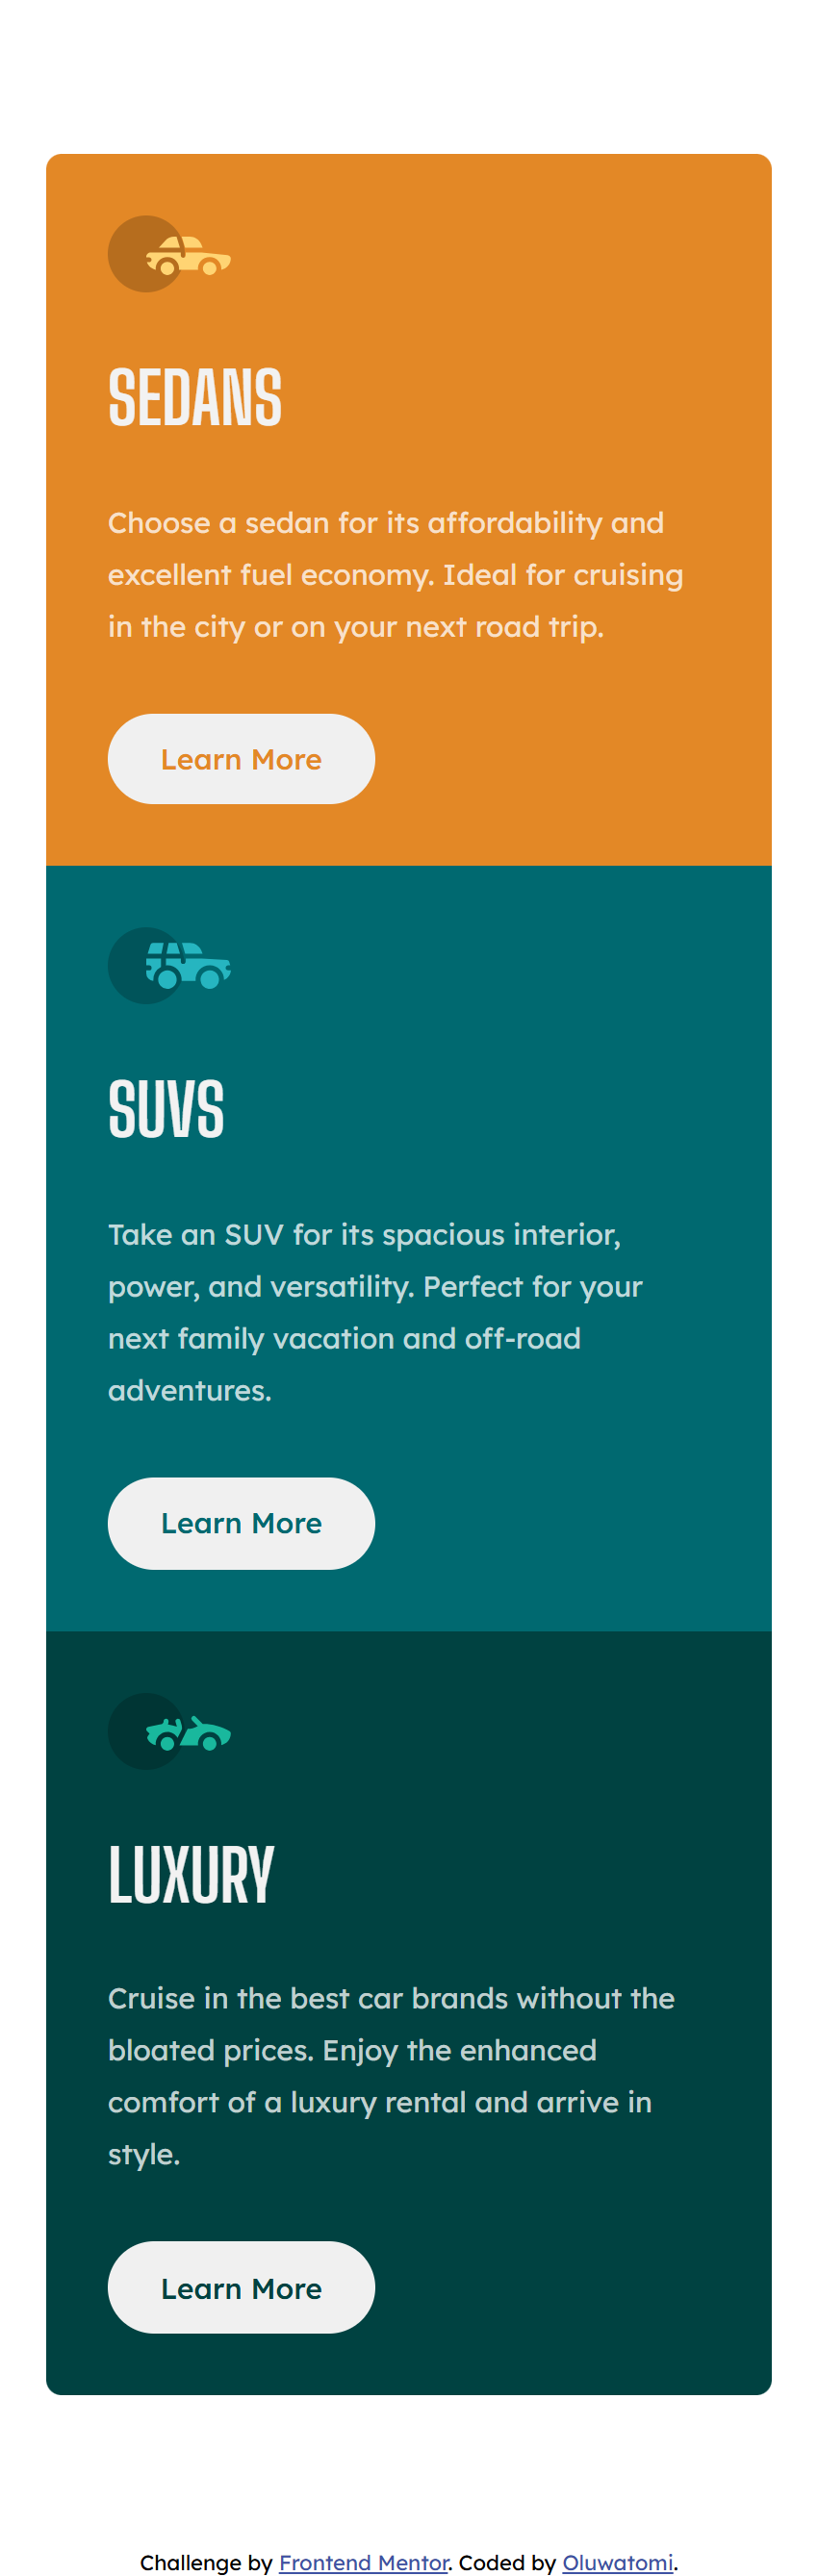 SEDANS
Choose a sedan for its affordability and
excellent fuel economy. Ideal for cruising
in the city or on your next road trip.
Learn More
SUVS
Take an SUV for its spacious interior,
power, and versatility. Perfect for your
next family vacation and off-road
adventures.
Learn More
LUXURY
Cruise in the best car brands without the
bloated prices. Enjoy the enhanced
comfort of a luxury rental and arrive in
style.
Learn More
Challenge by Frontend Mentor. Coded by Oluwatomi.